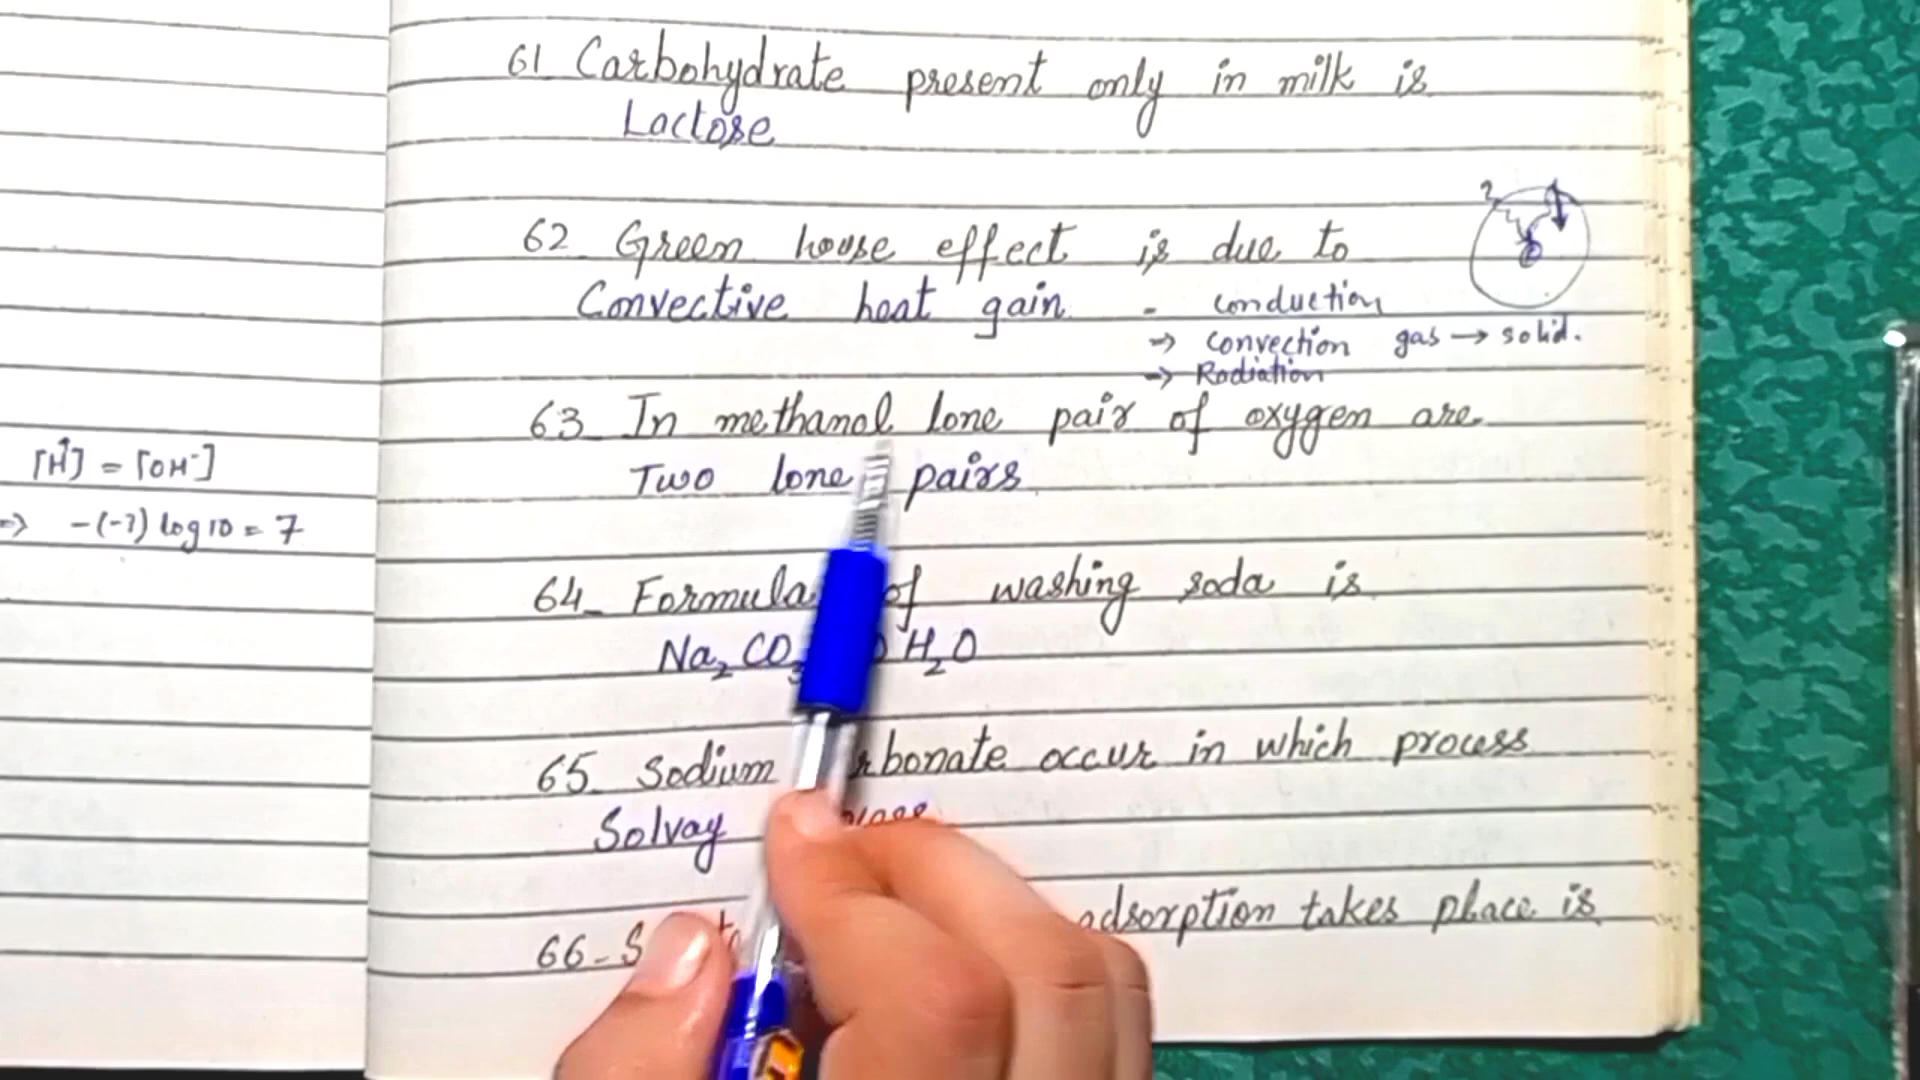 [H⁺] = [OH⁻]
=> -(-7) log 10 = 7
61 Carbohydrate present only in milk is
Lactose
62 Green house effect is due to
Convective heat gain - conduction
-> convection gas -> solid.
-> Radiation
63 In methanol lone pair of oxygen are
Two lone pairs
64 Formula of washing soda is
Na₂CO₃ H₂O
65 Sodium occur in which process
Solvay
66 adsorption takes place is